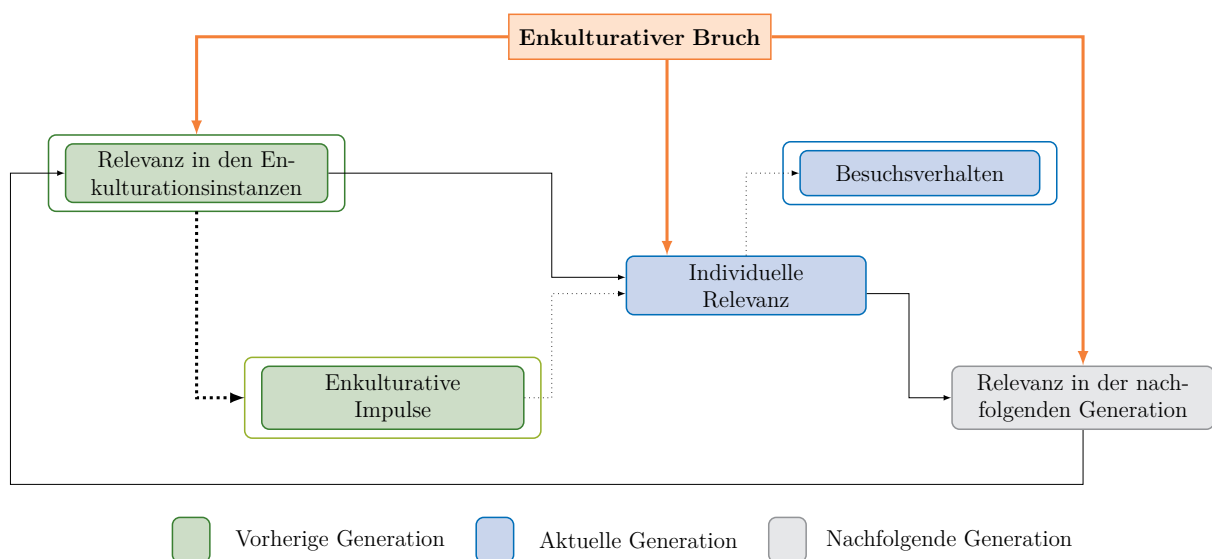 Enkulturativer Bruch
Relevanz in den En-
kulturationsinstanzen
Besuchsverhalten
Individuelle
Relevanz
Enkulturative
Impulse
Relevanz in der nach-
folgenden Generation
Vorherige Generation
Aktuelle Generation
Nachfolgende Generation